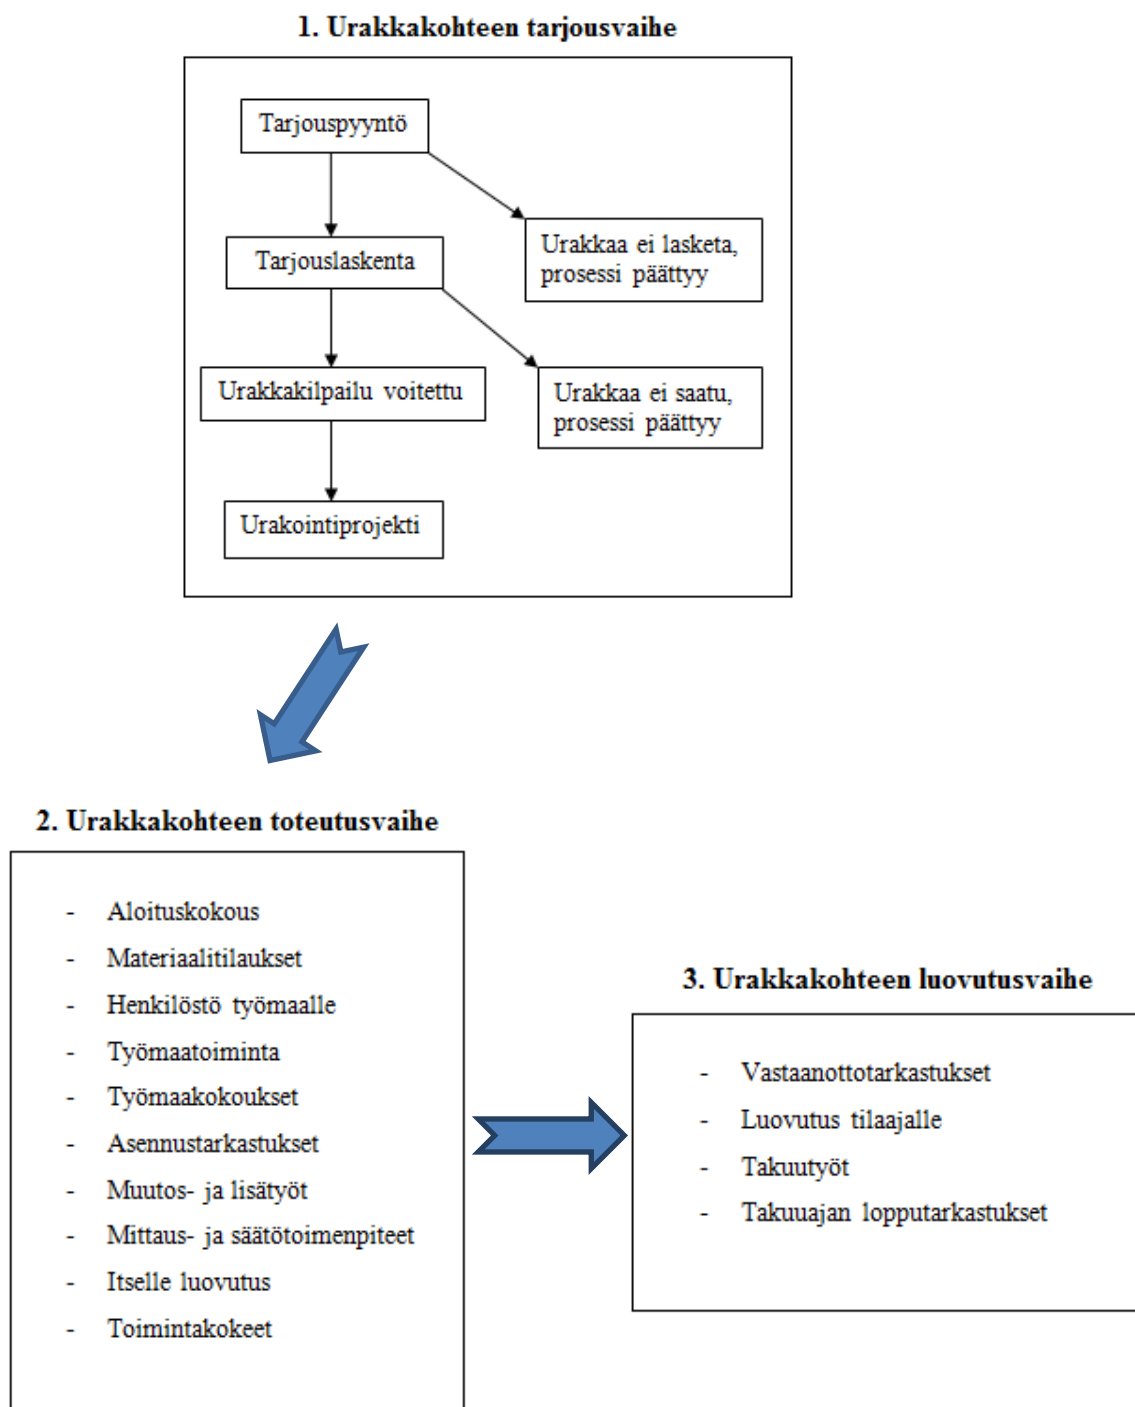 1. Urakkakohteen tarjousvaihe
Tarjouspyyntö
Urakkaa ei lasketa,
prosessi päättyy
Tarjouslaskenta
Urakkakilpailu voitettu
Urakkaa ei saatu,
prosessi päättyy
Urakointiprojekti
2. Urakkakohteen toteutusvaihe
- Aloituskokous
- Materiaalitilaukset
- Henkilöstö työmaalle
- Työmaatoiminta
- Työmaakokoukset
- Asennustarkastukset
- Muutos- ja lisätyöt
- Mittaus- ja säätötoimenpiteet
- Itselle luovutus
- Toimintakokeet
3. Urakkakohteen luovutusvaihe
- Vastaanottotarkastukset
- Luovutus tilaajalle
- Takuutyöt
- Takuuajan lopputarkastukset